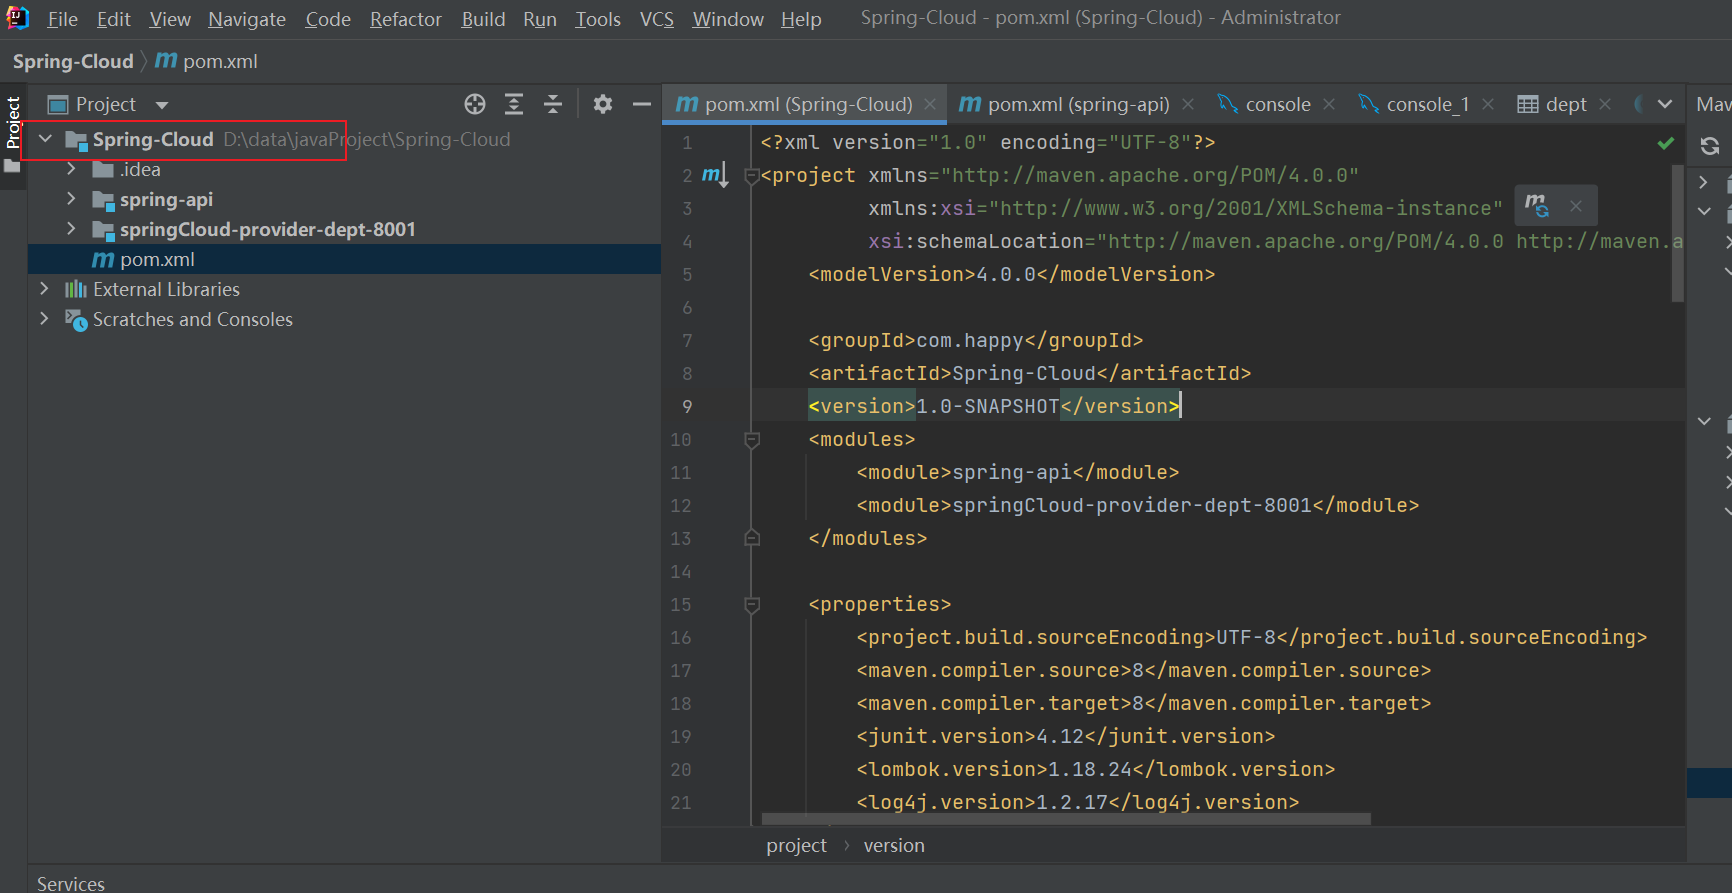 File Edit View Navigate Code Refactor Build Run Tools VCS Window Help Spring-Cloud - pom.xml (Spring-Cloud) - Administrator
Spring-Cloud pom.xml
Project
Project
pom.xml (Spring-Cloud) pom.xml (spring-api) console console_1 dept
Spring-Cloud D:\data\javaProject\Spring-Cloud
.idea
spring-api
springCloud-provider-dept-8001
pom.xml
External Libraries
Scratches and Consoles
1 <?xml version="1.0" encoding="UTF-8"?>
2 <project xmlns="http://maven.apache.org/POM/4.0.0"
3 xmlns:xsi="http://www.w3.org/2001/XMLSchema-instance"
4 xsi:schemaLocation="http://maven.apache.org/POM/4.0.0 http://maven.a
5 <modelVersion>4.0.0</modelVersion>
6
7 <groupId>com.happy</groupId>
8 <artifactId>Spring-Cloud</artifactId>
9 <version>1.0-SNAPSHOT</version>
10 <modules>
11 <module>spring-api</module>
12 <module>springCloud-provider-dept-8001</module>
13 </modules>
14
15 <properties>
16 <project.build.sourceEncoding>UTF-8</project.build.sourceEncoding>
17 <maven.compiler.source>8</maven.compiler.source>
18 <maven.compiler.target>8</maven.compiler.target>
19 <junit.version>4.12</junit.version>
20 <lombok.version>1.18.24</lombok.version>
21 <log4j.version>1.2.17</log4j.version>
project › version
Services